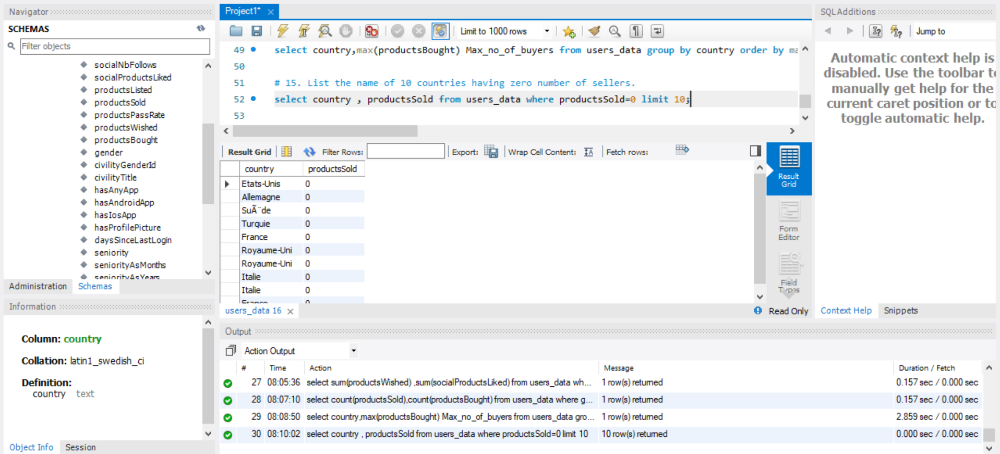 Navigator
SCHEMAS
Filter objects
socialNbFollows
socialProductsLiked
productsListed
productsSold
productsPassRate
productsWished
productsBought
gender
civilityGenderId
civilityTitle
hasAnyApp
hasAndroidApp
hasIosApp
hasProfilePicture
daysSinceLastLogin
seniority
seniorityAsMonths
seniorityAsYears
Administration Schemas
Information
Column: country
Collation: latin1_swedish_ci
Definition:
country text
Object Info Session
Project1*
Limit to 1000 rows
49 select country,max(productsBought) Max_no_of_buyers from users_data group by country order by ma
50
51 # 15. List the name of 10 countries having zero number of sellers.
52 select country , productsSold from users_data where productsSold=0 limit 10;
53
Result Grid Filter Rows: Export: Wrap Cell Content: Fetch rows:
country productsSold
Etats-Unis 0
Allemagne 0
SuÃ¨de 0
Turquie 0
France 0
Royaume-Uni 0
Royaume-Uni 0
Italie 0
Italie 0
France 0
Result
Grid
Form
Editor
Field
Types
users_data 16
Read Only
SQLAdditions
Jump to
Automatic context help is
disabled. Use the toolbar to
manually get help for the
current caret position or to
toggle automatic help.
Context Help Snippets
Output
Action Output
# Time Action Message Duration / Fetch
27 08:05:36 select sum(productsWished) ,sum(socialProductsLiked) from users_data wh... 1 row(s) returned 0.157 sec / 0.000 sec
28 08:07:10 select count(productsSold),count(productsBought) from users_data where g... 1 row(s) returned 0.157 sec / 0.000 sec
29 08:08:50 select country,max(productsBought) Max_no_of_buyers from users_data gro... 1 row(s) returned 2.859 sec / 0.000 sec
30 08:10:02 select country , productsSold from users_data where productsSold=0 limit 10 10 row(s) returned 0.000 sec / 0.000 sec